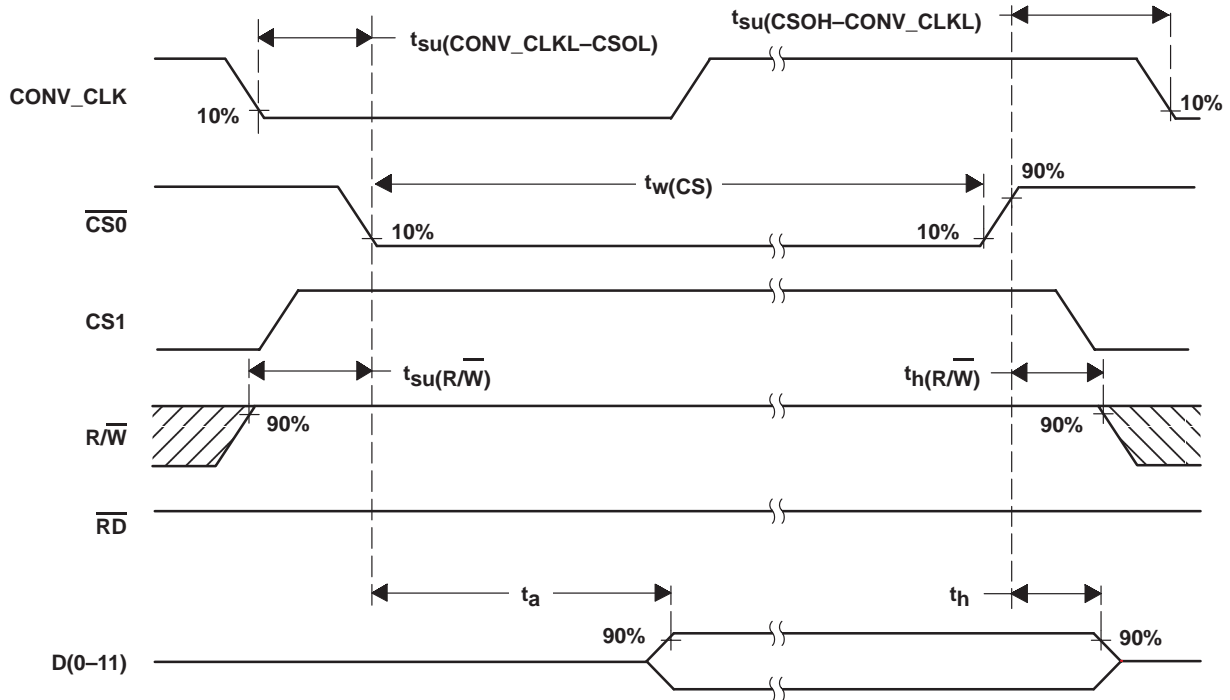 tsu(CONV_CLKL–CSOL)
tsu(CSOH–CONV_CLKL)
CONV_CLK
10%
10%
tw(CS)
90%
CS0
10%
10%
CS1
tsu(R/W)
th(R/W)
R/W
90%
90%
RD
ta
th
90%
90%
D(0–11)